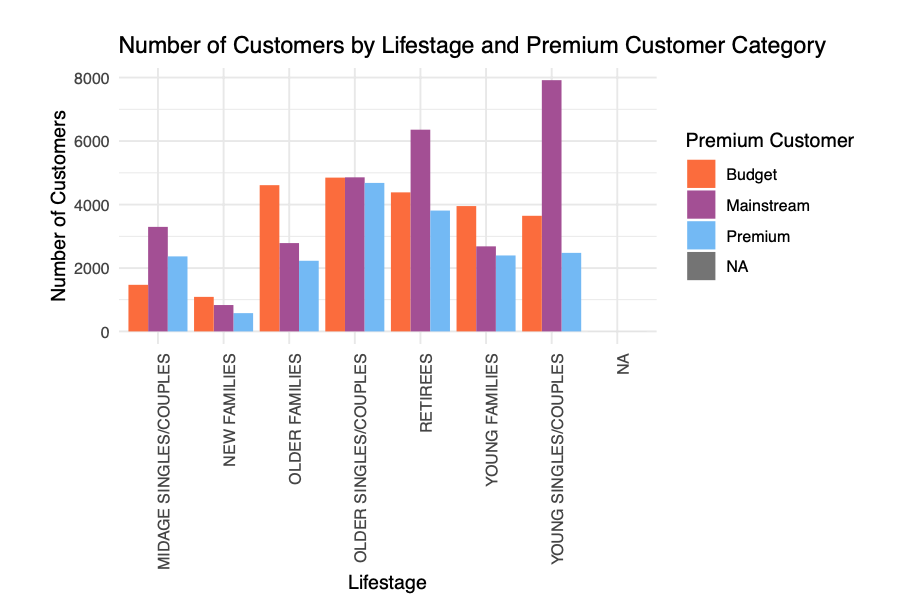 Number of Customers by Lifestage and Premium Customer Category
Number of Customers
8000
6000
4000
2000
0
MIDAGE SINGLES/COUPLES
NEW FAMILIES
OLDER FAMILIES
OLDER SINGLES/COUPLES
RETIREES
YOUNG FAMILIES
YOUNG SINGLES/COUPLES
NA
Lifestage
Premium Customer
Budget
Mainstream
Premium
NA